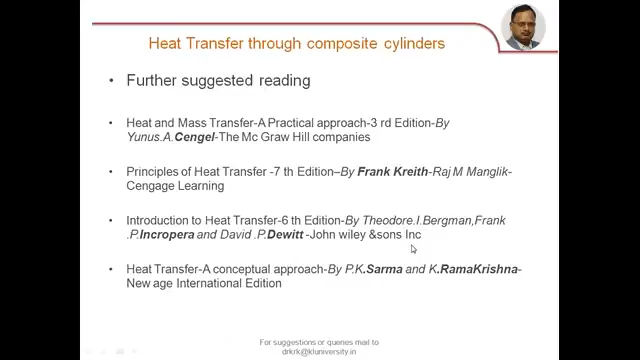 Heat Transfer through composite cylinders
• Further suggested reading
• Heat and Mass Transfer-A Practical approach-3 rd Edition-By
Yunus.A.Cengel-The Mc Graw Hill companies
• Principles of Heat Transfer -7 th Edition–By Frank Kreith-Raj M Manglik-
Cengage Learning
• Introduction to Heat Transfer-6 th Edition-By Theodore.I.Bergman,Frank
.P.Incropera and David .P.Dewitt -John wiley &sons Inc
• Heat Transfer-A conceptual approach-By P.K.Sarma and K.RamaKrishna-
New age International Edition
For suggestions or queries mail to
drkrk@kluniversity.in